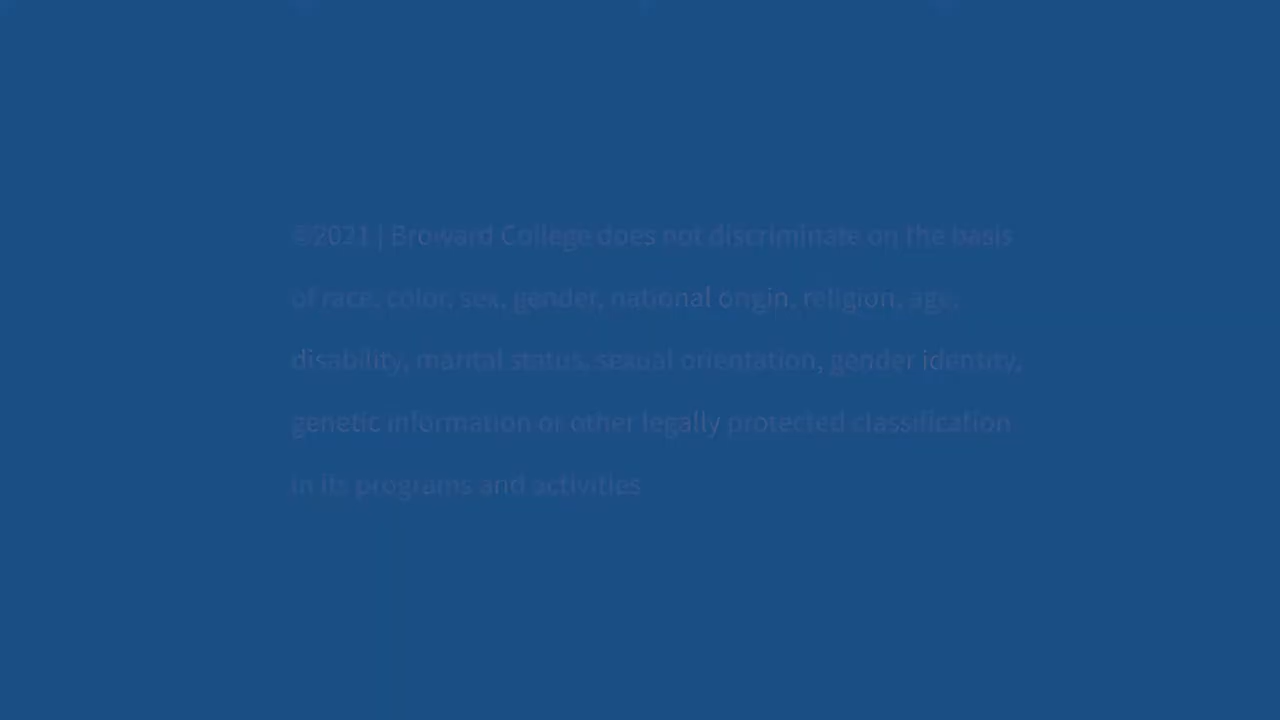 ©2021 | Broward College does not discriminate on the basis
of race, color, sex, gender, national origin, religion, age,
disability, marital status, sexual orientation, gender identity,
genetic information or other legally protected classification
in its programs and activities